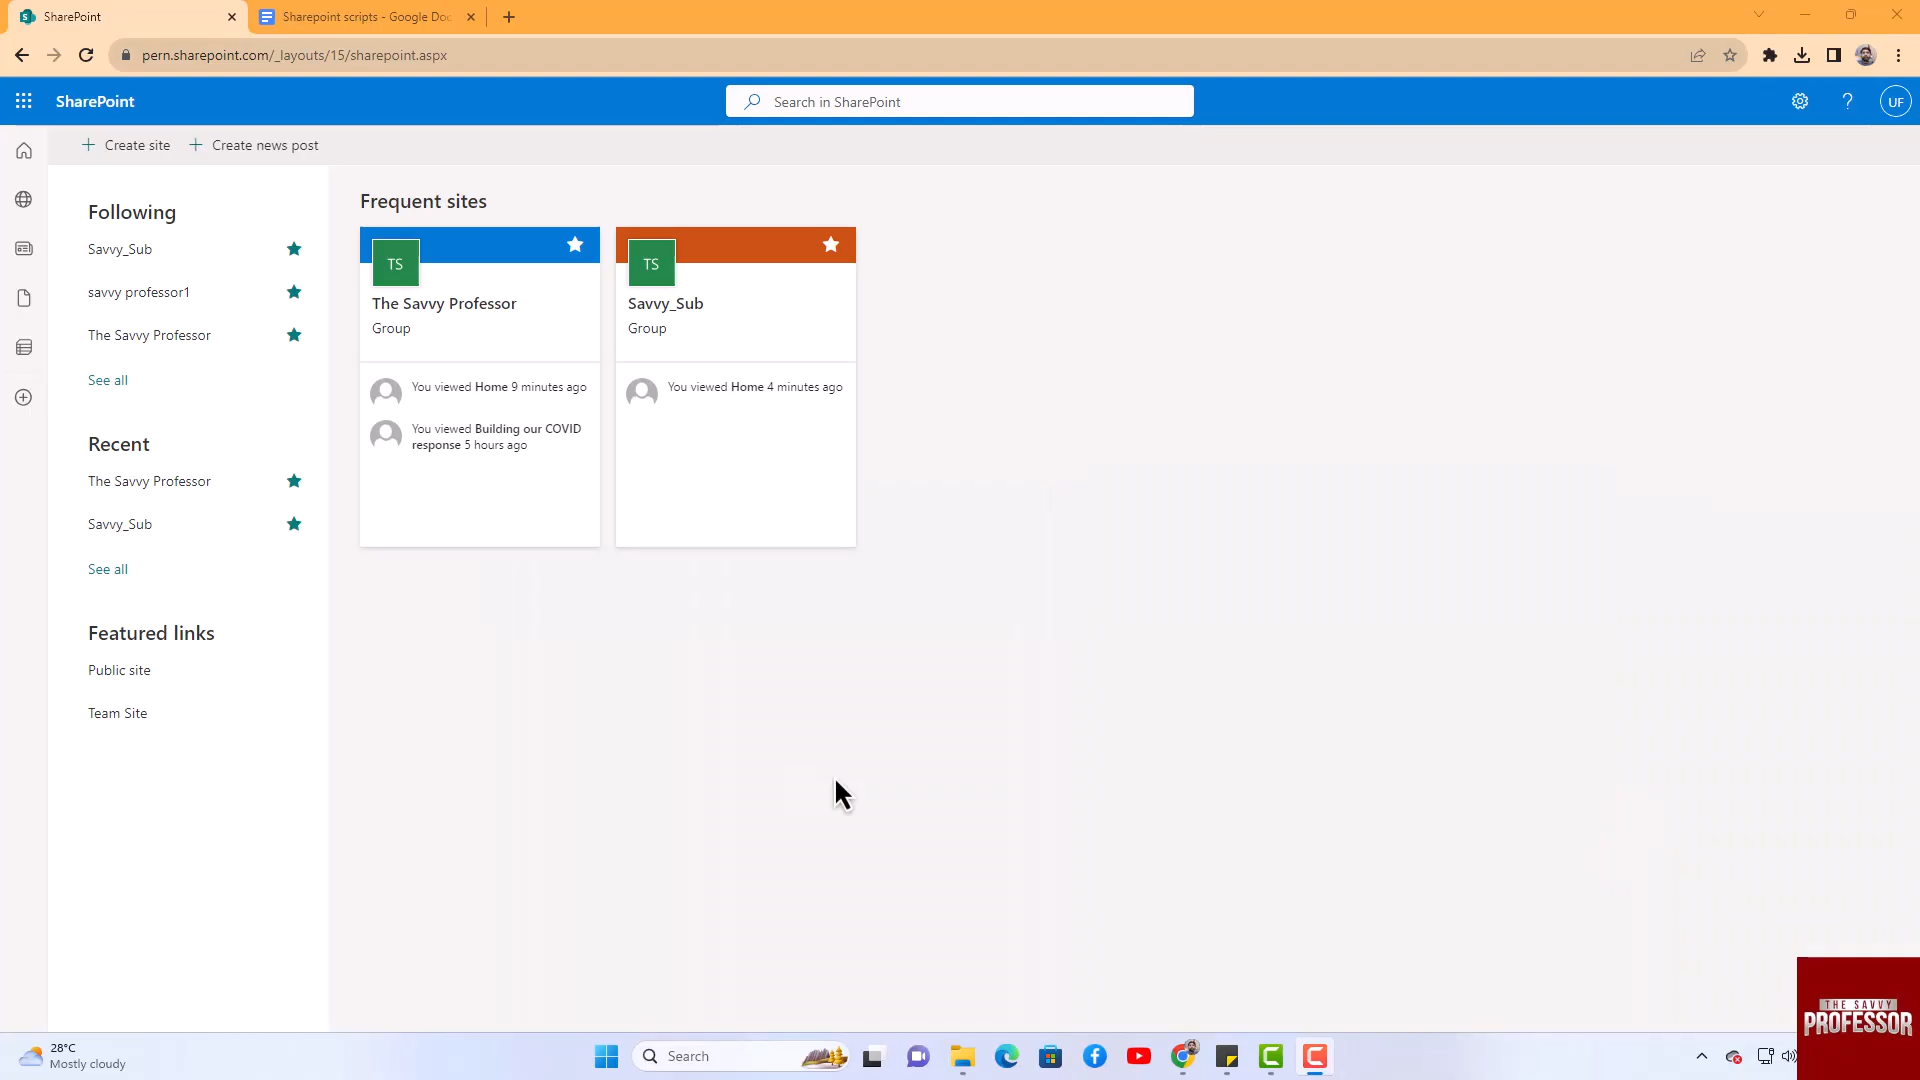 SharePoint
Sharepoint scripts - Google Doc
pern.sharepoint.com/_layouts/15/sharepoint.aspx
SharePoint
Search in SharePoint
UF
Create site
Create news post
Following
Savvy_Sub
savvy professor1
The Savvy Professor
See all
Recent
The Savvy Professor
Savvy_Sub
See all
Featured links
Public site
Team Site
Frequent sites
TS
The Savvy Professor
Group
You viewed Home 9 minutes ago
You viewed Building our COVID
response 5 hours ago
TS
Savvy_Sub
Group
You viewed Home 4 minutes ago
THE SAVVY
PROFESSOR
28°C
Mostly cloudy
Search